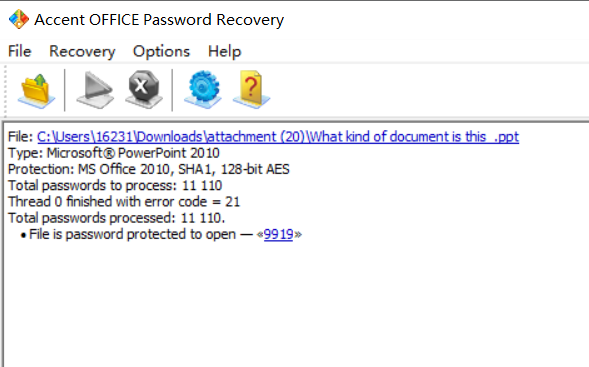 Accent OFFICE Password Recovery
File Recovery Options Help
File: C:\Users\16231\Downloads\attachment (20)\What kind of document is this_.ppt
Type: Microsoft® PowerPoint 2010
Protection: MS Office 2010, SHA1, 128-bit AES
Total passwords to process: 11 110
Thread 0 finished with error code = 21
Total passwords processed: 11 110.
• File is password protected to open — «9919»